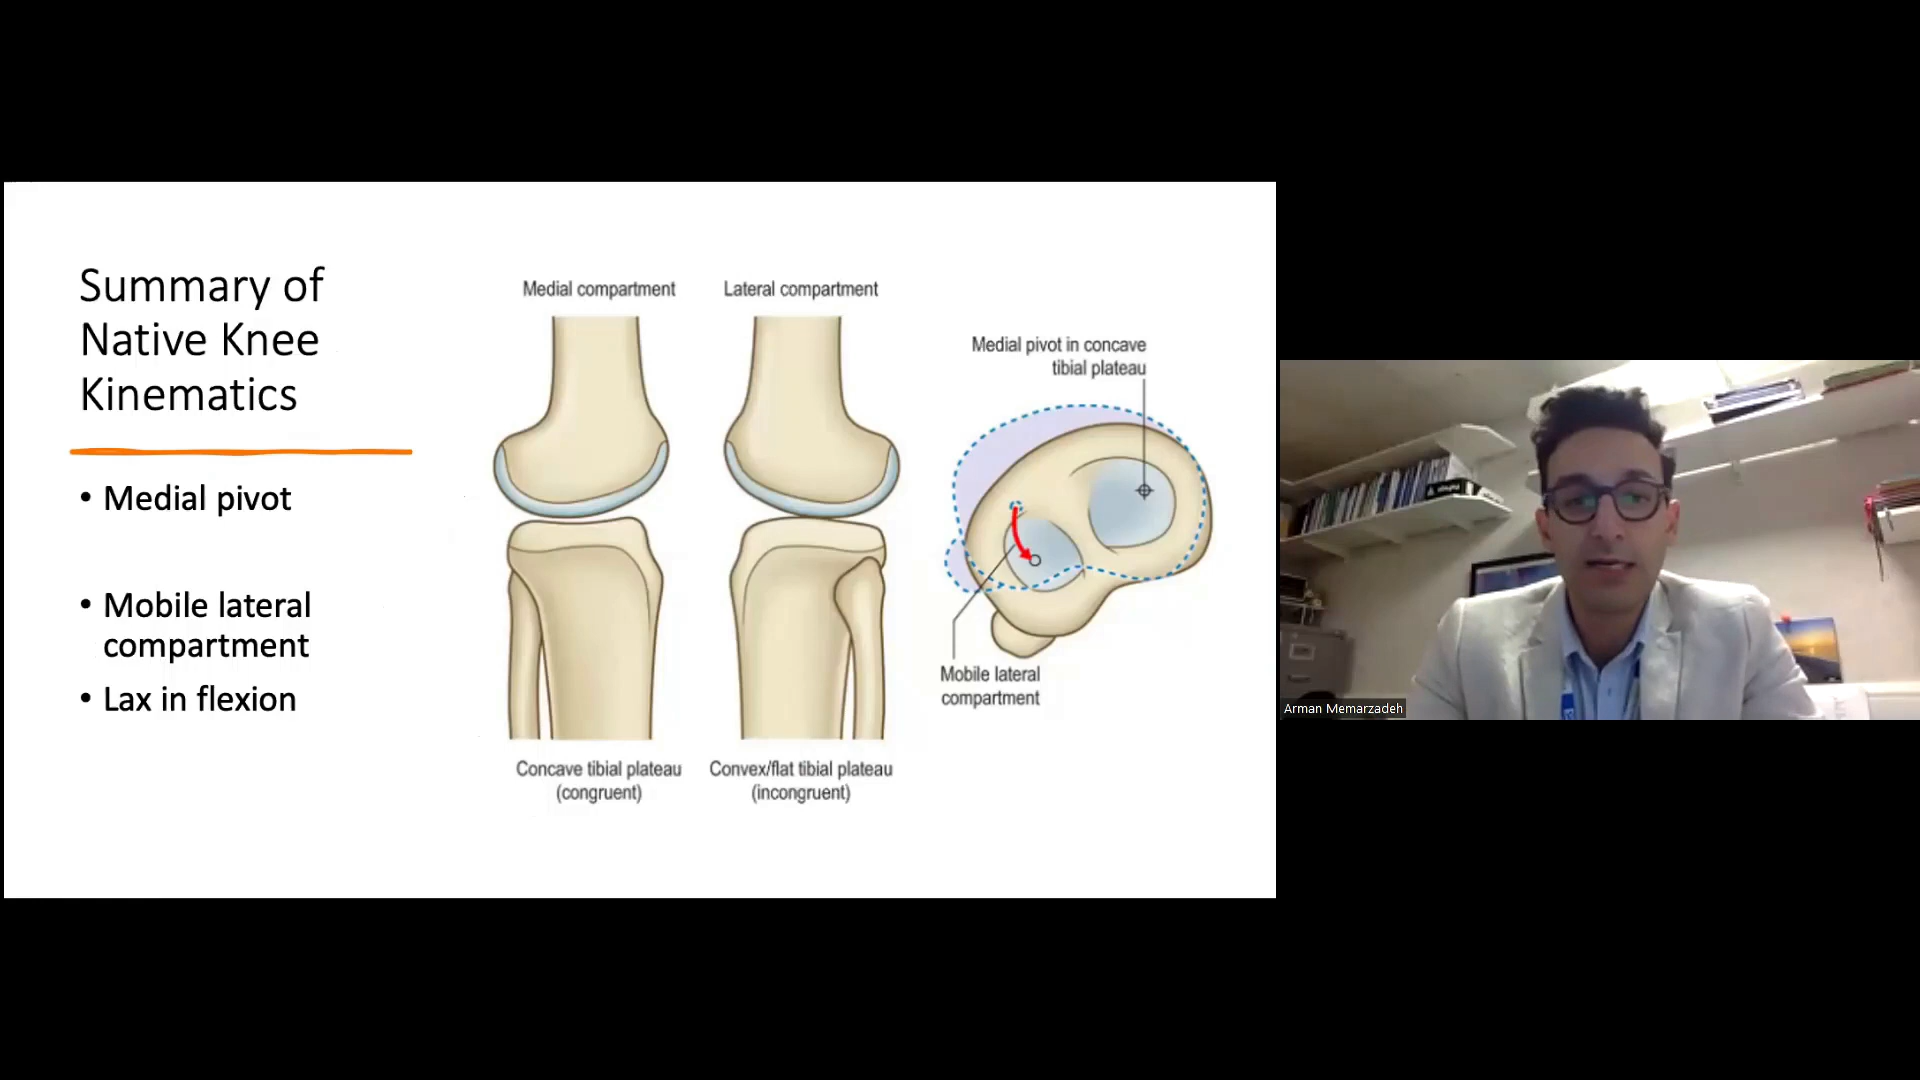 Summary of
Native Knee
Kinematics
• Medial pivot
• Mobile lateral
compartment
• Lax in flexion
Medial compartment
Lateral compartment
Medial pivot in concave
tibial plateau
Mobile lateral
compartment
Concave tibial plateau
(congruent)
Convex/flat tibial plateau
(incongruent)
Arman Memarzadeh